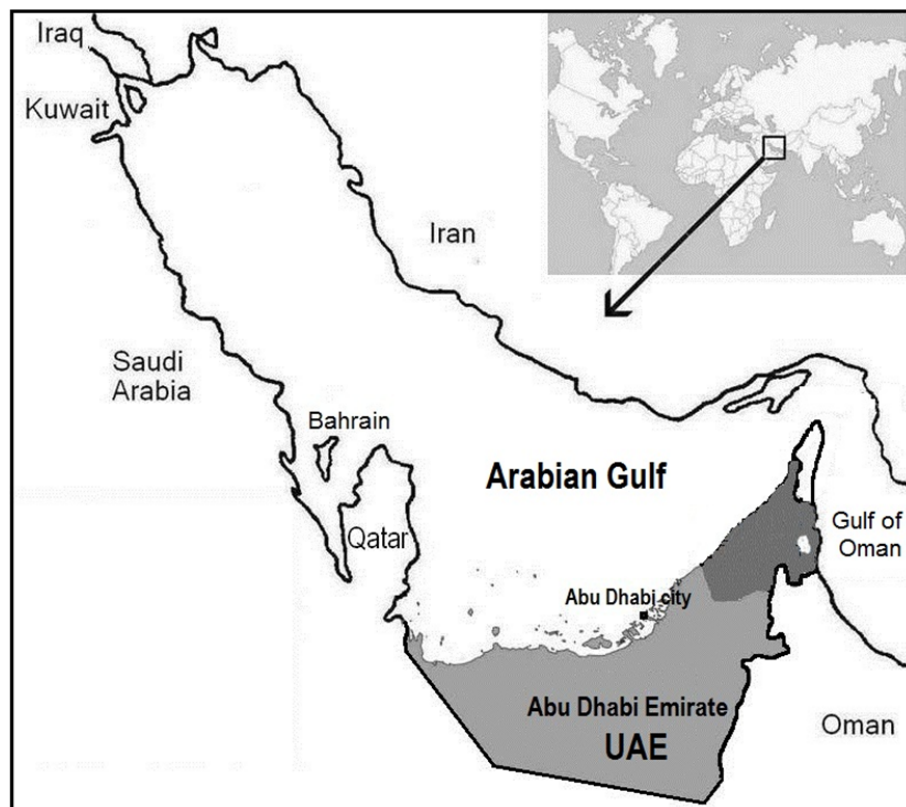 Iraq
Kuwait
Iran
Saudi
Arabia
Bahrain
Arabian Gulf
Qatar
Gulf of
Oman
Abu Dhabi city
Abu Dhabi Emirate
UAE
Oman